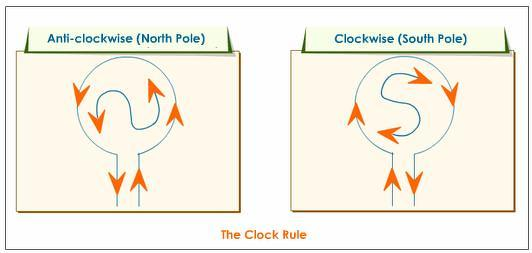 Anti-clockwise (North Pole)
Clockwise (South Pole)
N
S
The Clock Rule